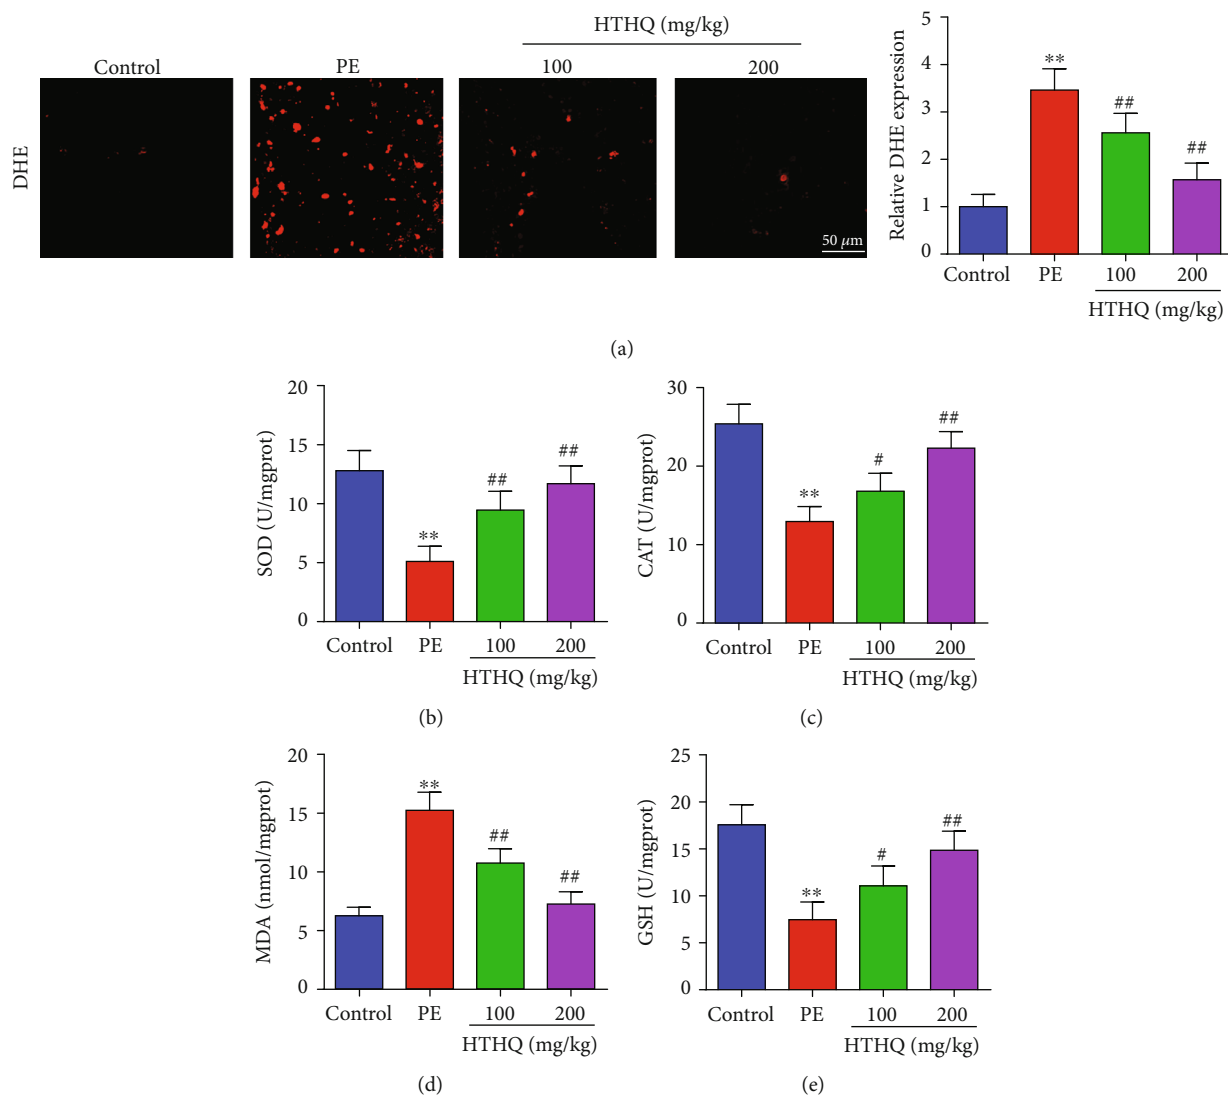 HTHQ (mg/kg)
Control PE 100 200
DHE
50 μm
Relative DHE expression
5
4
3
2
1
0
** ## ##
Control PE 100 200
HTHQ (mg/kg)
(a)
SOD (U/mgprot)
20
15
10
5
0
** ## ##
Control PE 100 200
HTHQ (mg/kg)
(b)
CAT (U/mgprot)
30
20
10
0
** # ##
Control PE 100 200
HTHQ (mg/kg)
(c)
MDA (nmol/mgprot)
20
15
10
5
0
** ## ##
Control PE 100 200
HTHQ (mg/kg)
(d)
GSH (U/mgprot)
25
20
15
10
5
0
** # ##
Control PE 100 200
HTHQ (mg/kg)
(e)